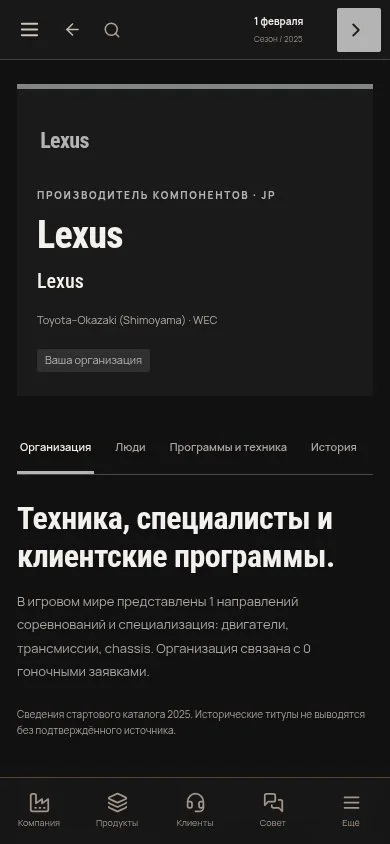 1 февраля
Сезон / 2025
Lexus
ПРОИЗВОДИТЕЛЬ КОМПОНЕНТОВ · JP
Lexus
Lexus
Toyota–Okazaki (Shimoyama) · WEC
Ваша организация
Организация Люди Программы и техника История
Техника, специалисты и
клиентские программы.
В игровом мире представлены 1 направлений
соревнований и специализация: двигатели,
трансмиссии, chassis. Организация связана с 0
гоночными заявками.
Сведения стартового каталога 2025. Исторические титулы не выводятся
без подтверждённого источника.
Компания Продукты Клиенты Совет Ещё